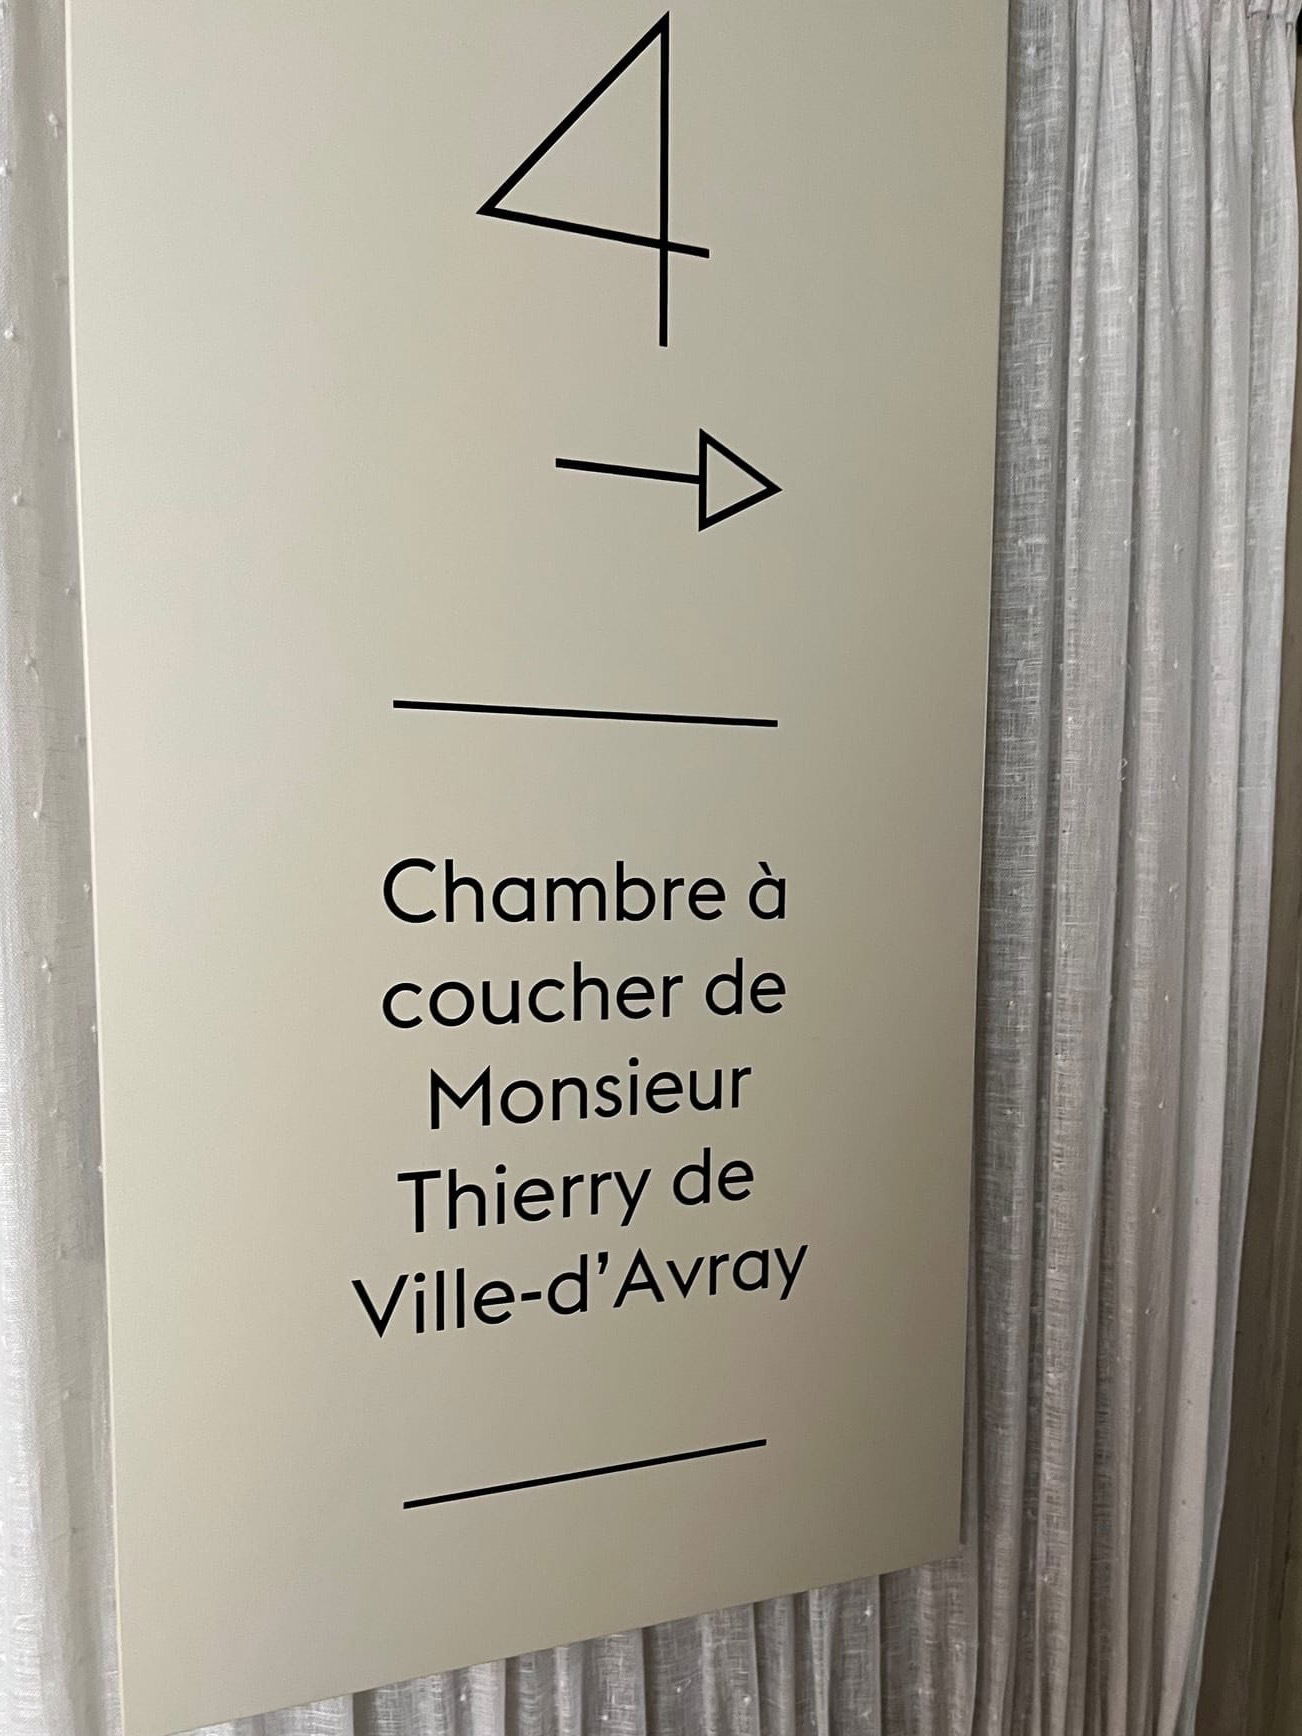 4
Chambre à
coucher de
Monsieur
Thierry de
Ville-d’Avray